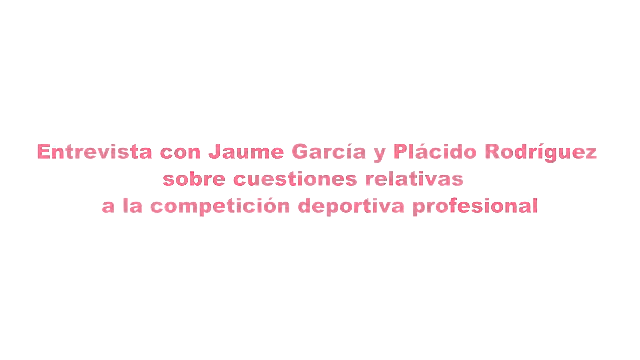 Entrevista con Jaume García y Plácido Rodríguez
sobre cuestiones relativas
a la competición deportiva profesional